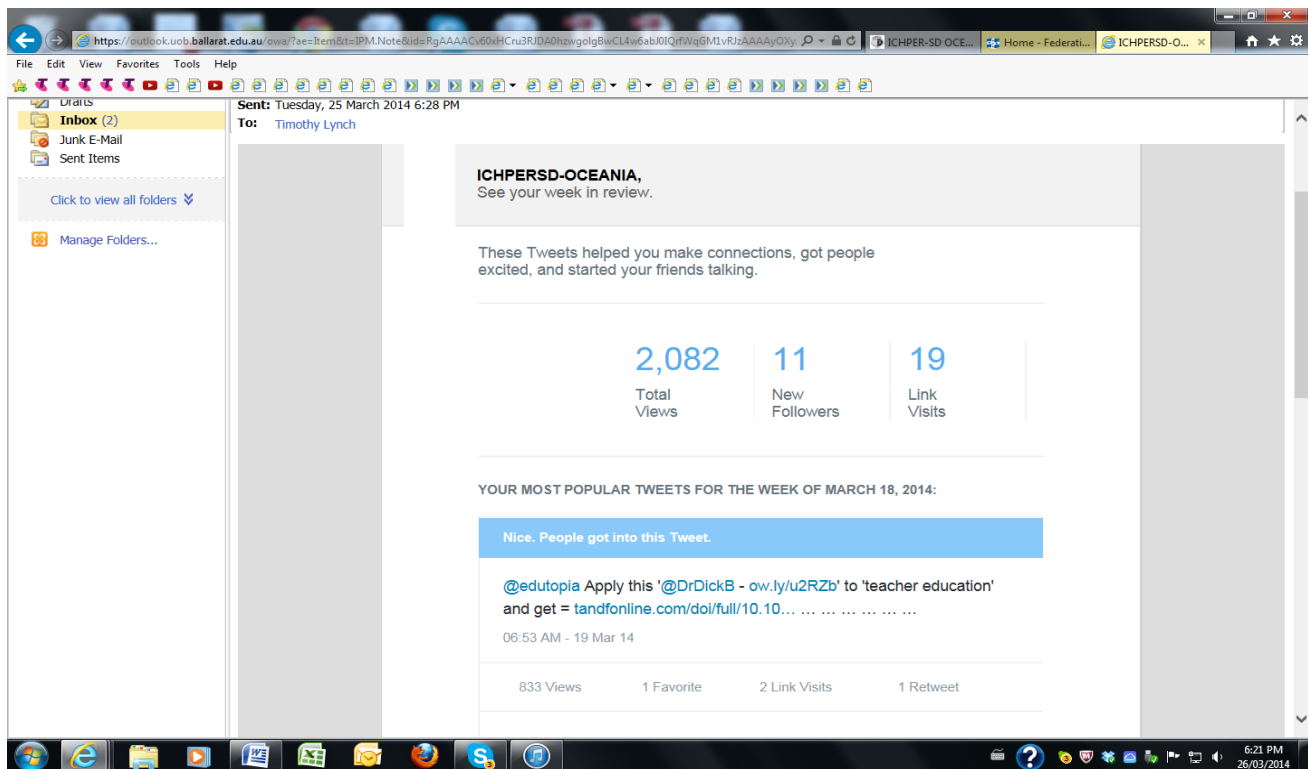 https://outlook.uob.ballarat.edu.au/owa/?ae=Item&t=IPM.Note&id=
ICHPER-SD OCE...
Home - Federati...
ICHPERSD-O...
File Edit View Favorites Tools Help
Drafts
Inbox (2)
Junk E-Mail
Sent Items
Click to view all folders
Manage Folders...
Sent: Tuesday, 25 March 2014 6:28 PM
To: Timothy Lynch
ICHPERSD-OCEANIA,
See your week in review.
These Tweets helped you make connections, got people
excited, and started your friends talking.
2,082 11 19
Total New Link
Views Followers Visits
YOUR MOST POPULAR TWEETS FOR THE WEEK OF MARCH 18, 2014:
Nice. People got into this Tweet.
@edutopia Apply this '@DrDickB - ow.ly/u2RZb' to 'teacher education'
and get = tandfonline.com/doi/full/10.10… … … … … … …
06:53 AM - 19 Mar 14
833 Views 1 Favorite 2 Link Visits 1 Retweet
6:21 PM
26/03/2014